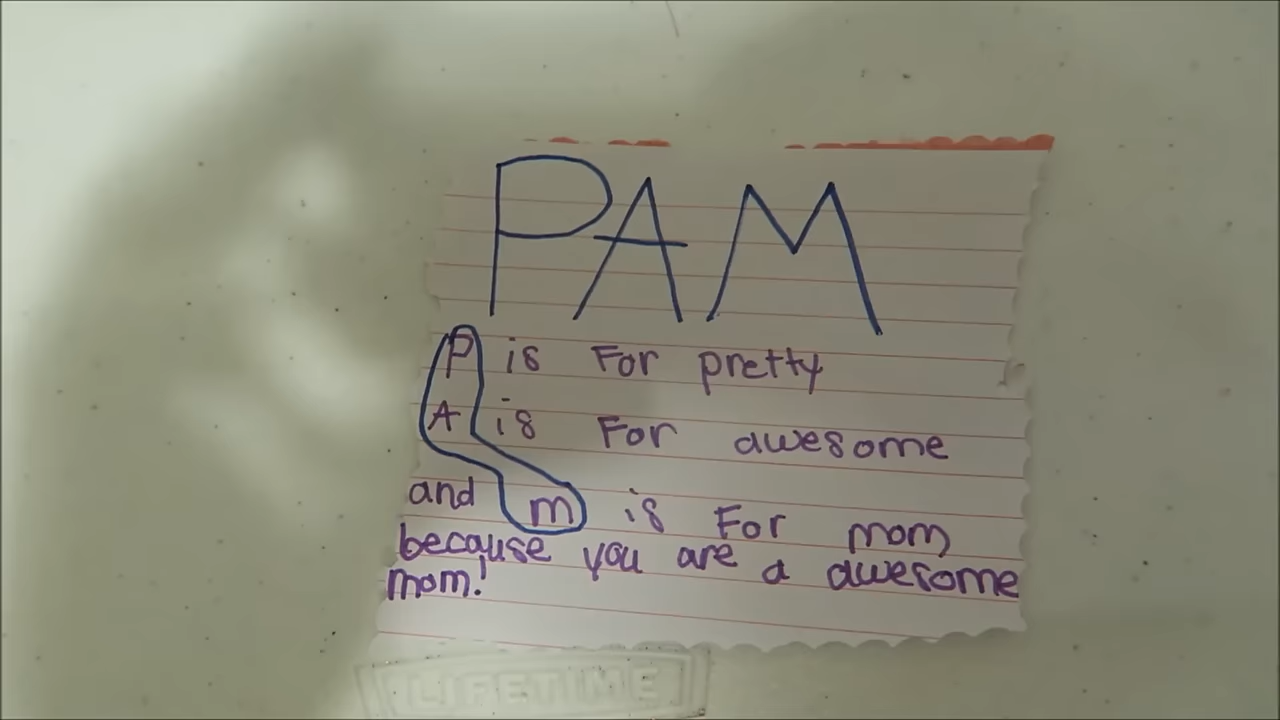 PAM
P is For pretty
A is For awesome
and m is For mom
because you are a awesome
mom!
LIFETIME